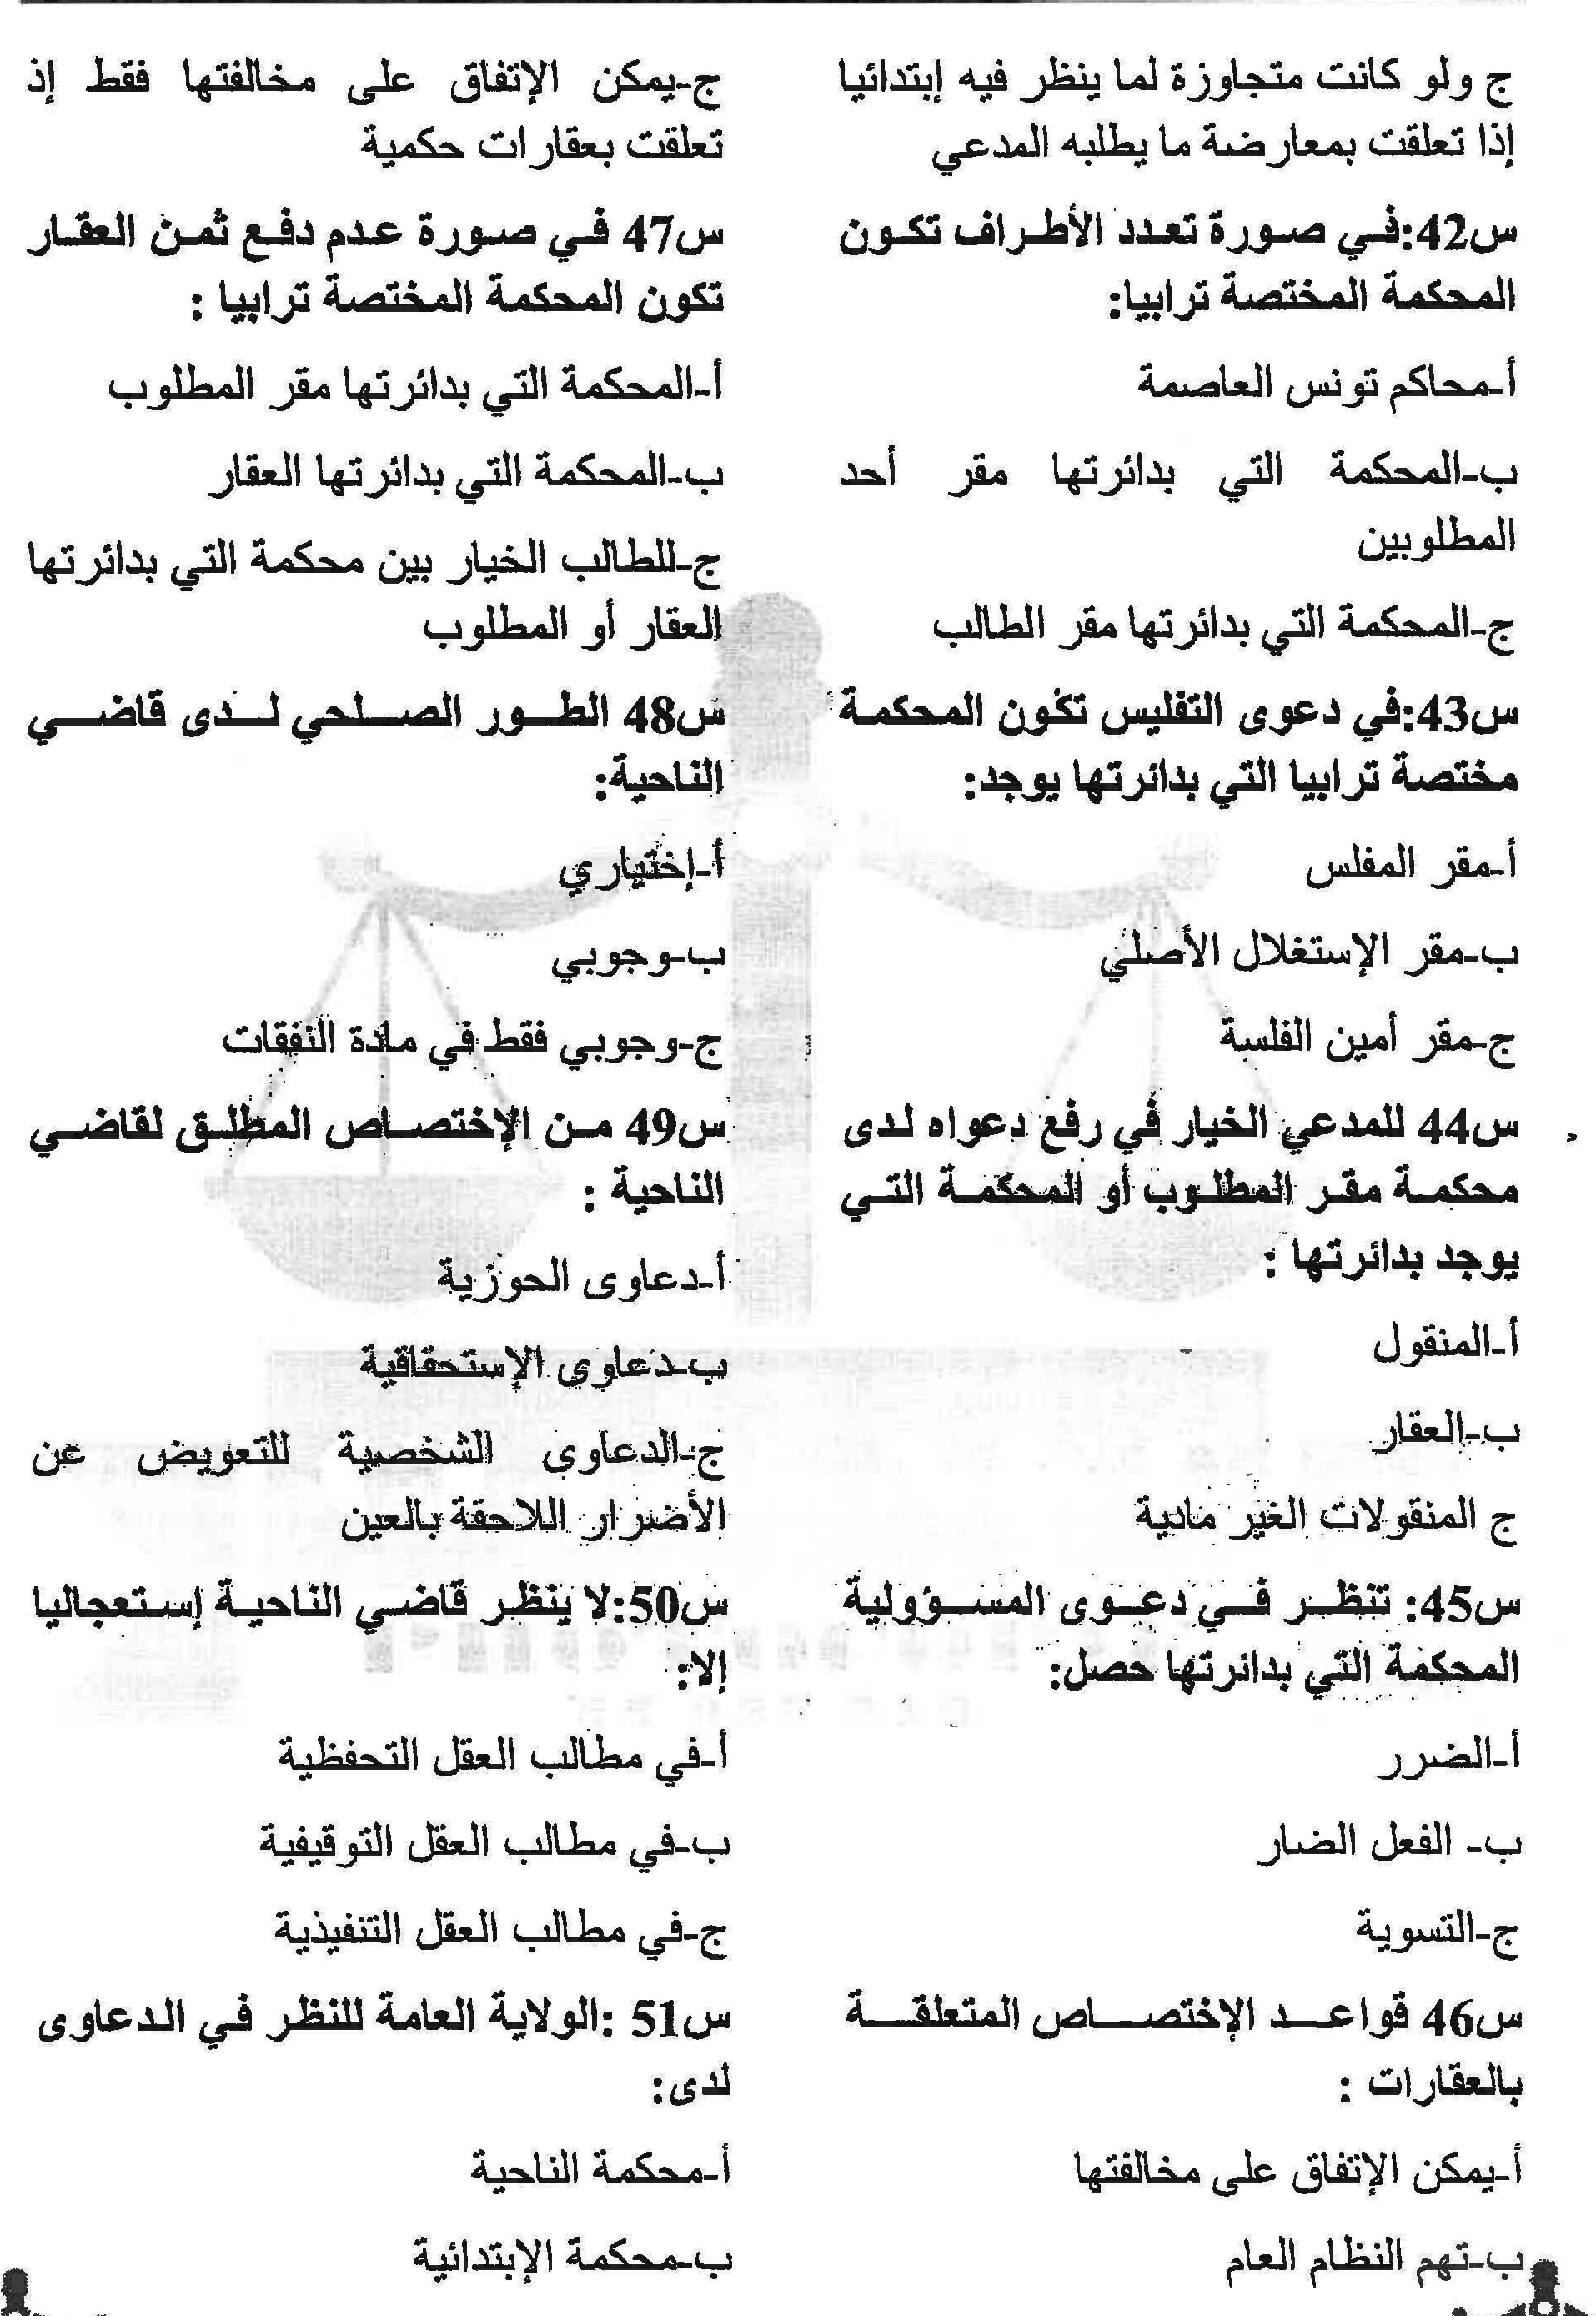 ج ولو كانت متجاوزة لما ينظر فيه إبتدائيا
إذا تعلقت بمعارضة ما يطلبه المدعي
س42:في صورة تعدد الأطراف تكون
المحكمة المختصة ترابيا:
أ-محاكم تونس العاصمة
ب-المحكمة التي بدائرتها مقر أحد
المطلوبين
ج-المحكمة التي بدائرتها مقر الطالب
س43:في دعوى التفليس تكون المحكمة
مختصة ترابيا التي بدائرتها يوجد:
أ-مقر المفلس
ب-مقر الإستغلال الأصلي
ج-مقر أمين الفلسة
س44 للمدعي الخيار في رفع دعواه لدى
محكمة مقر المطلوب أو المحكمة التي
يوجد بدائرتها :
أ-المنقول
ب-العقار
ج المنقولات الغير مادية
س45: تنظر في دعوى المسؤولية
المحكمة التي بدائرتها حصل:
أ-الضرر
ب- الفعل الضار
ج-التسوية
س46 قواعد الإختصاص المتعلقة
بالعقارات :
أ-يمكن الإتفاق على مخالفتها
ب-تهم النظام العام
ج-يمكن الإتفاق على مخالفتها فقط إذ
تعلقت بعقارات حكمية
س47 في صورة عدم دفع ثمن العقار
تكون المحكمة المختصة ترابيا :
أ-المحكمة التي بدائرتها مقر المطلوب
ب-المحكمة التي بدائرتها العقار
ج-للطالب الخيار بين محكمة التي بدائرتها
العقار أو المطلوب
س48 الطور الصلحي لدى قاضي
الناحية:
أ-إختياري
ب-وجوبي
ج-وجوبي فقط في مادة النفقات
س49 من الإختصاص المطلق لقاضي
الناحية :
أ-دعاوى الحوزية
ب-دعاوي الإستحقاقية
ج-الدعاوى الشخصية للتعويض عن
الأضرار اللاحقة بالعين
س50:لا ينظر قاضي الناحية إستعجاليا
إلا:
أ-في مطالب العقل التحفظية
ب-في مطالب العقل التوقيفية
ج-في مطالب العقل التنفيذية
س51 :الولاية العامة للنظر في الدعاوى
لدى:
أ-محكمة الناحية
ب-محكمة الإبتدائية